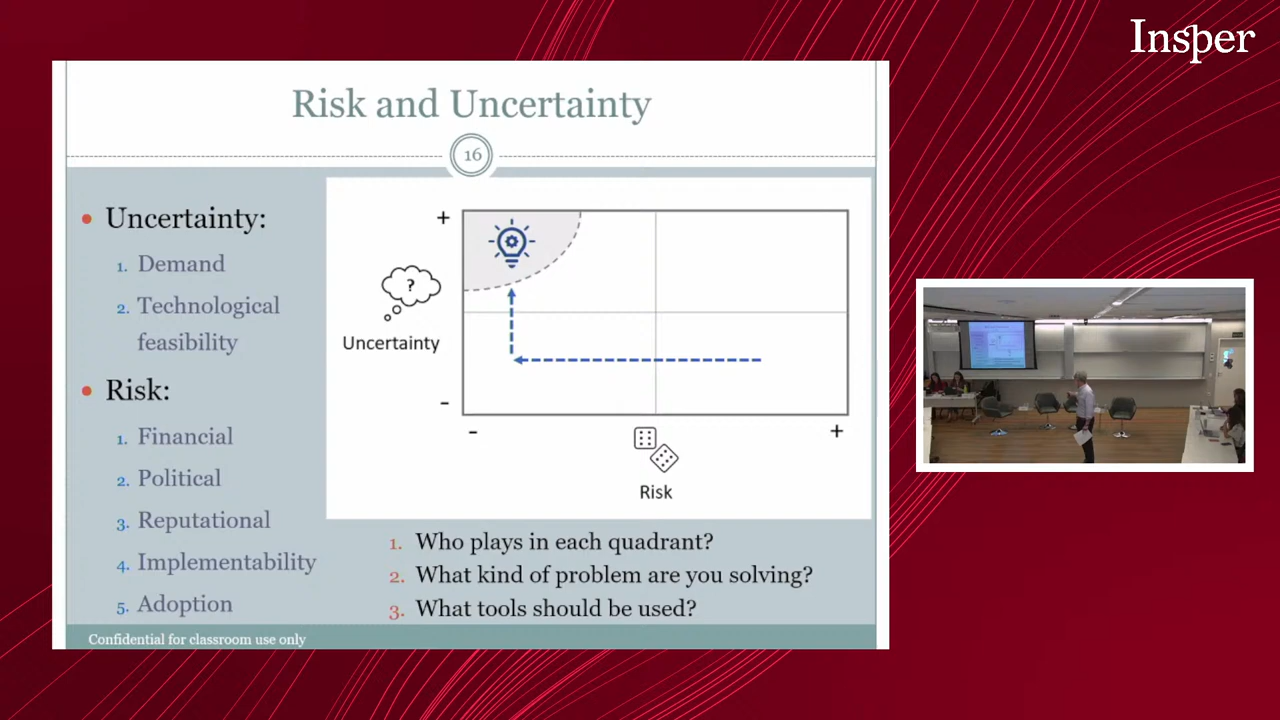 Insper
Risk and Uncertainty
16
• Uncertainty:
1. Demand
2. Technological
feasibility
• Risk:
1. Financial
2. Political
3. Reputational
4. Implementability
5. Adoption
+
?
Uncertainty
-
-
+
Risk
1. Who plays in each quadrant?
2. What kind of problem are you solving?
3. What tools should be used?
Confidential for classroom use only